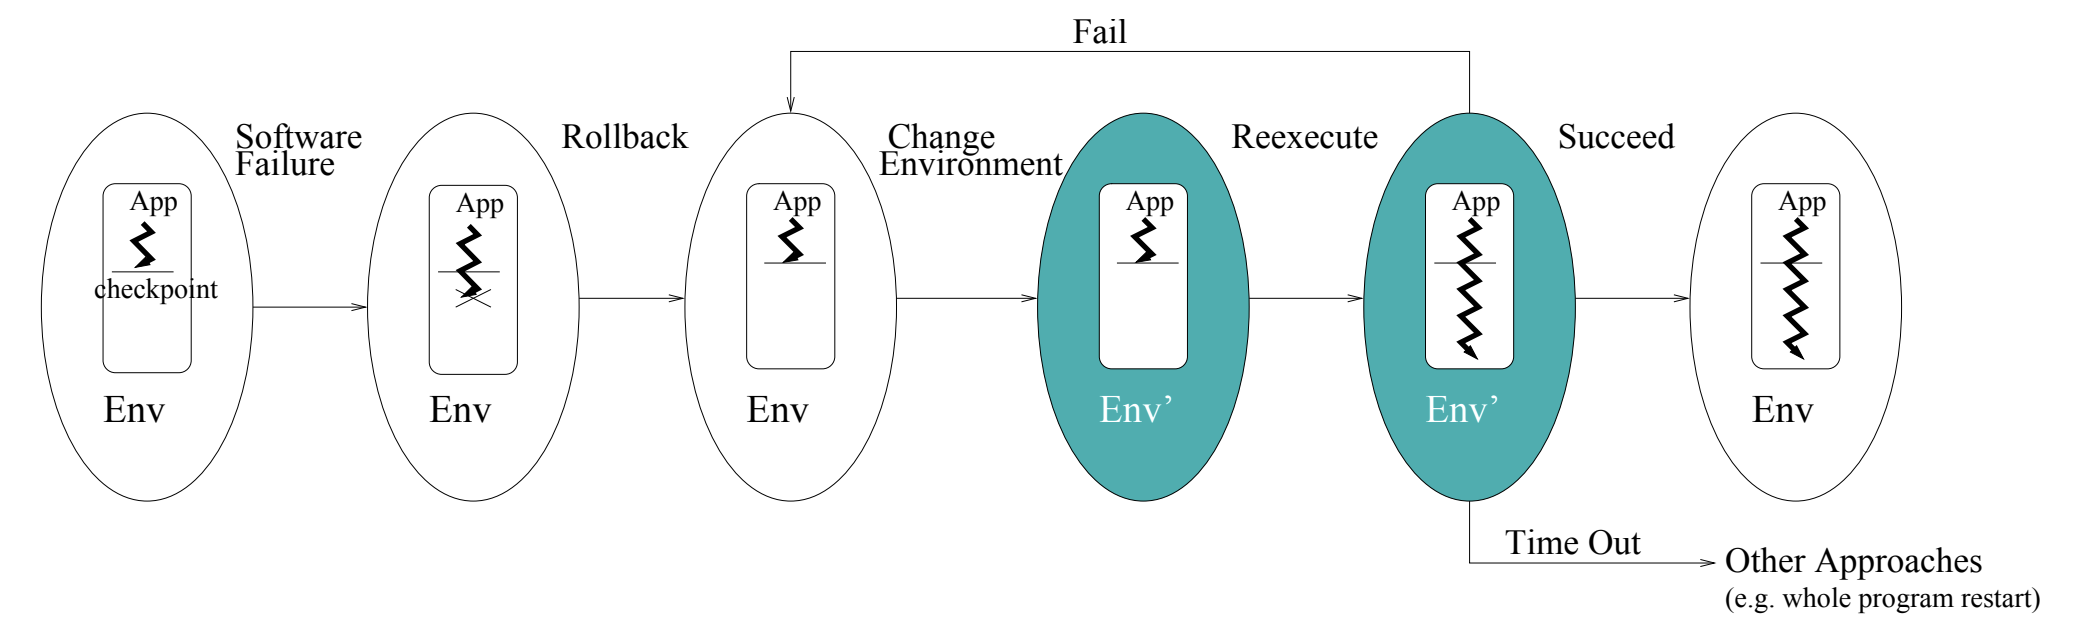 Fail
Software
Failure
Rollback
Change
Environment
Reexecute
Succeed
App
checkpoint
Env
App
Env
App
Env
App
Env’
App
Env’
App
Env
Time Out
Other Approaches
(e.g. whole program restart)